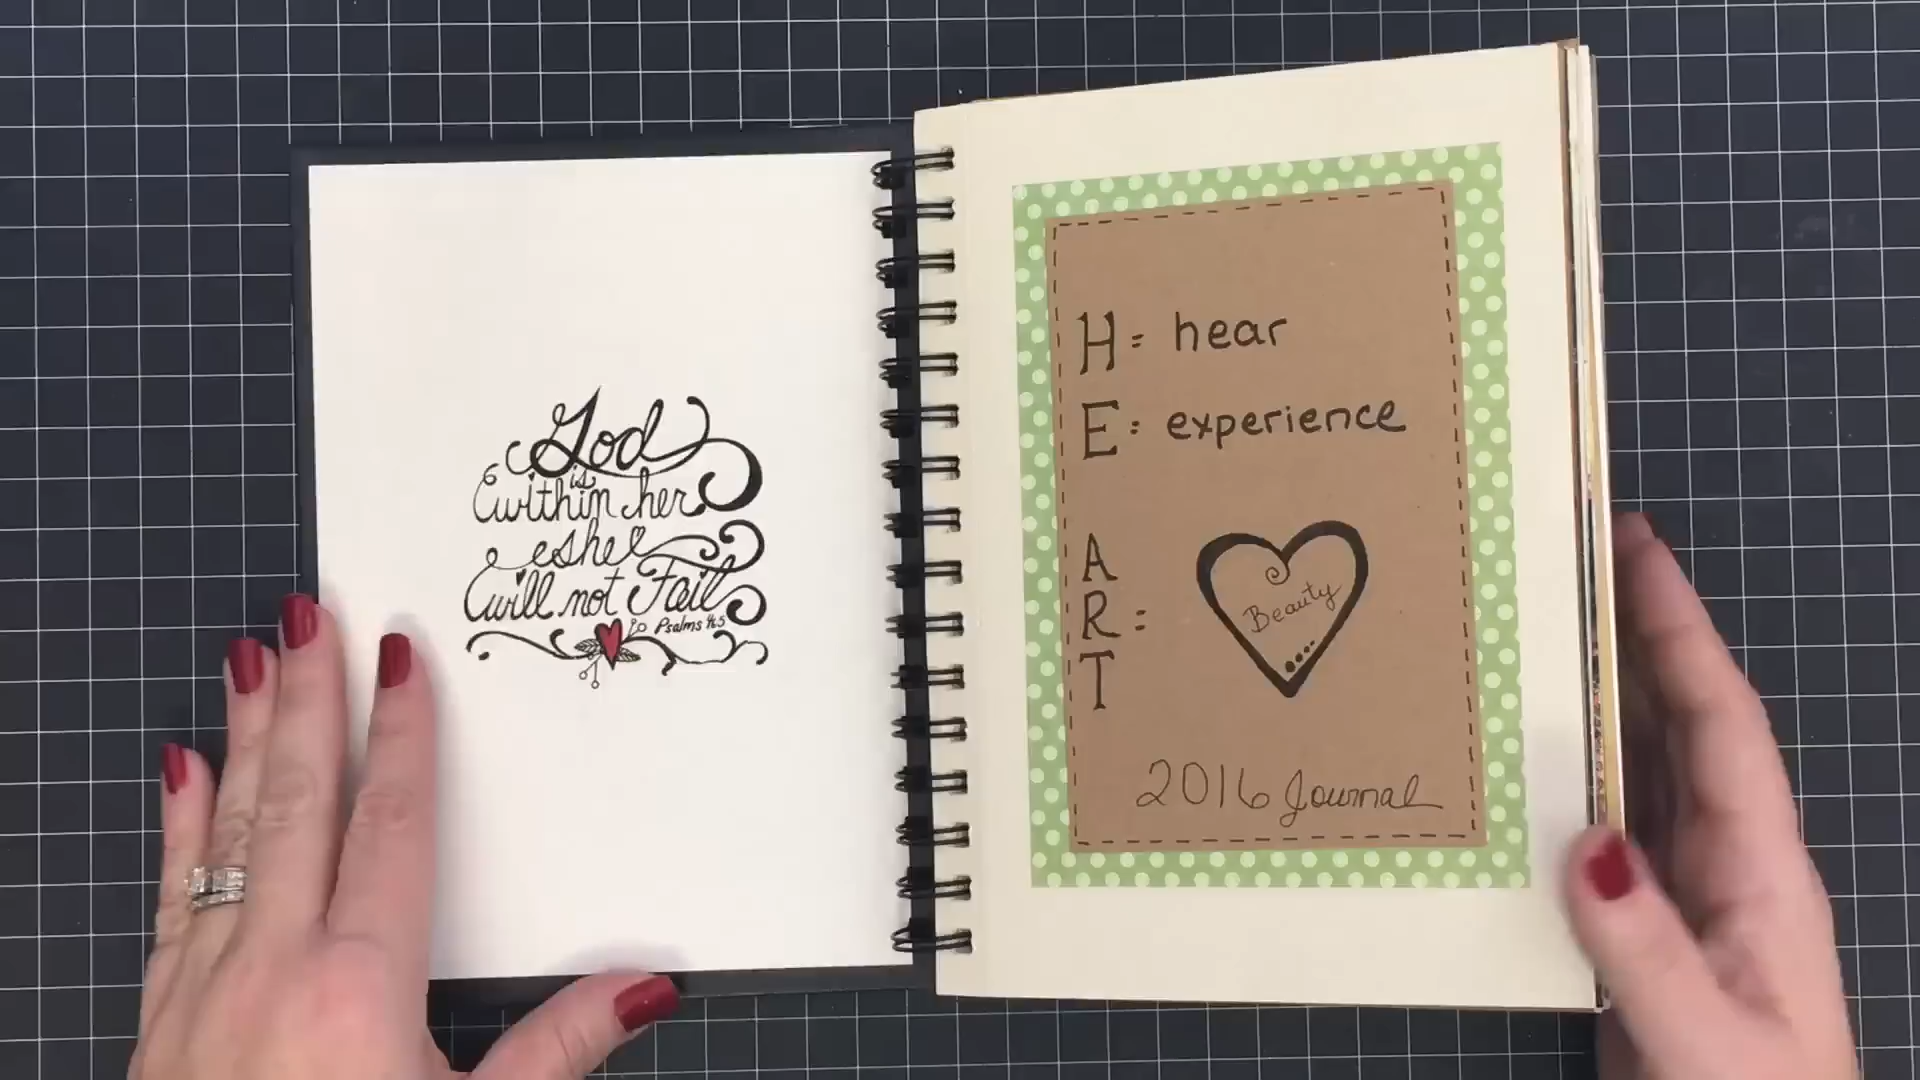 God
is
within her
she
will not Fail
Psalms 46:5
H = hear
E = experience
A
R =
T
Beauty
2016 Journal